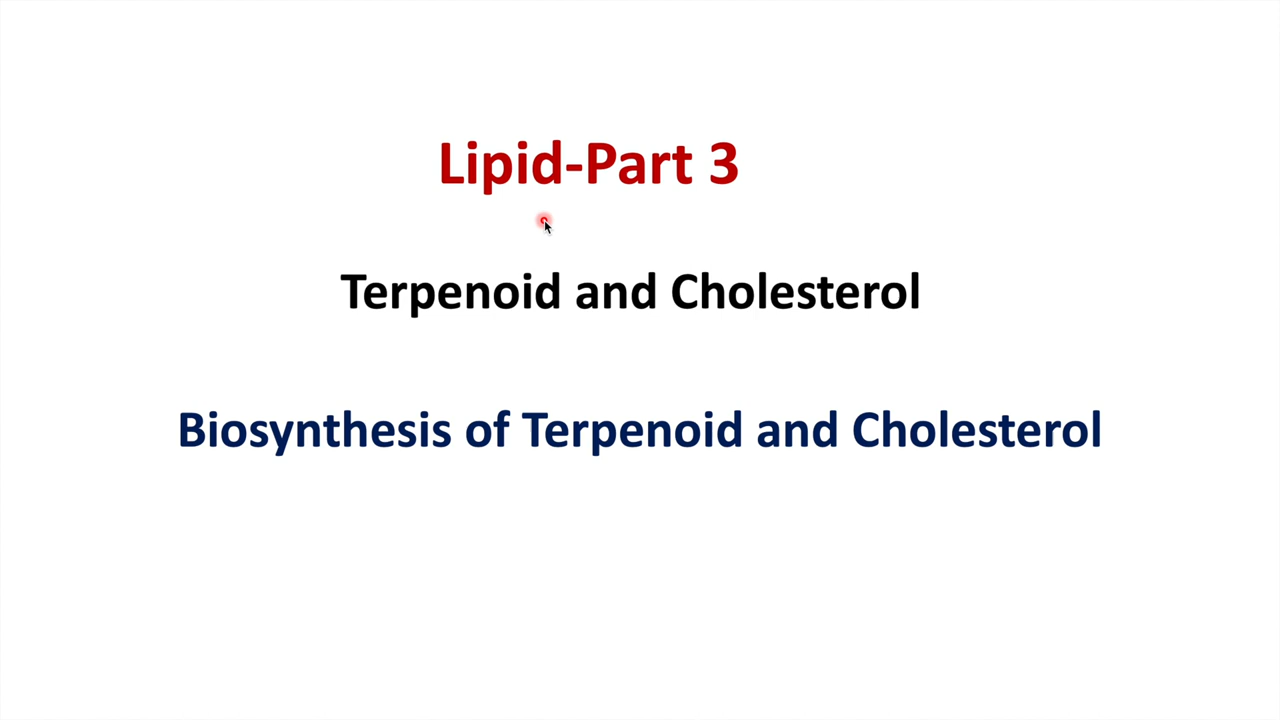 Lipid-Part 3
Terpenoid and Cholesterol
Biosynthesis of Terpenoid and Cholesterol